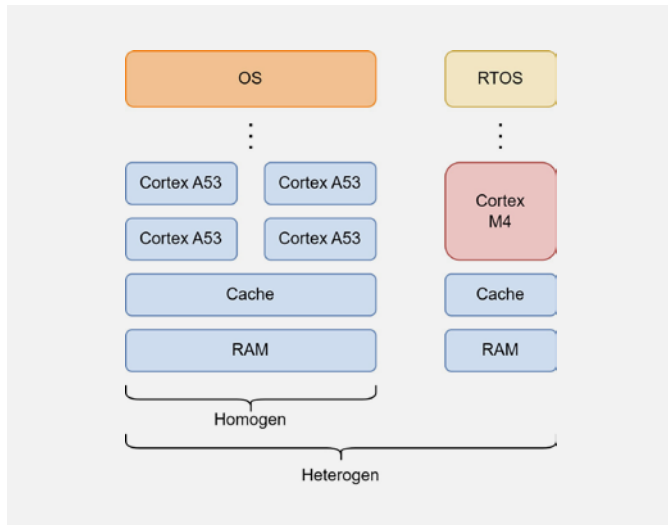 OS
RTOS
Cortex A53
Cortex A53
Cortex
M4
Cortex A53
Cortex A53
Cache
Cache
RAM
RAM
Homogen
Heterogen